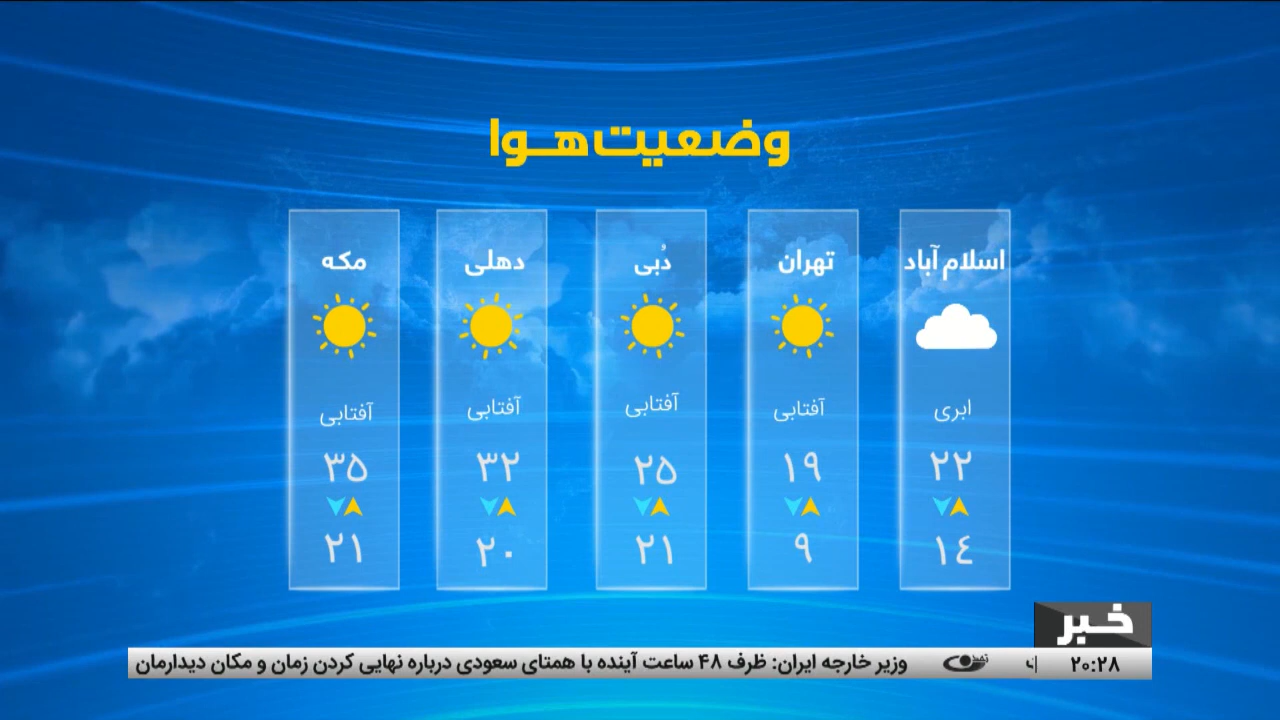 وضعیت هوا
اسلام آباد
ابری
۲۲
۱٤
تهران
آفتابی
۱۹
۹
دُبی
آفتابی
۲۵
۲۱
دهلی
آفتابی
۳۲
۲۰
مکه
آفتابی
۳۵
۲۱
خبر
۲۰:۲۸
وزیر خارجه ایران: ظرف ۴۸ ساعت آینده با همتای سعودی درباره نهایی کردن زمان و مکان دیدارمان